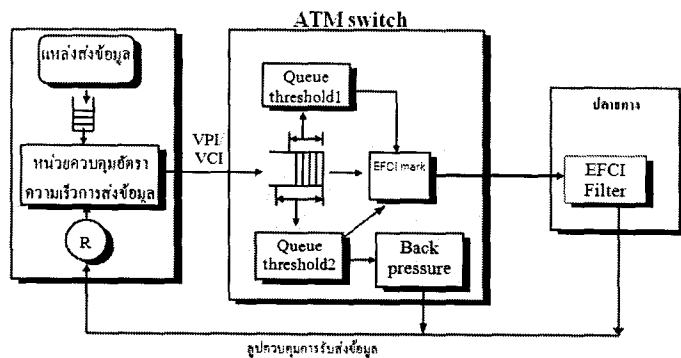 ATM switch
แหล่งส่งข้อมูล
หน่วยควบคุมอัตรา
ความเร็วการส่งข้อมูล
R
VPI/
VCI
Queue
threshold1
EFCI mark
Queue
threshold2
Back
pressure
ปลายทาง
EFCI
Filter
ลูปควบคุมการรับส่งข้อมูล